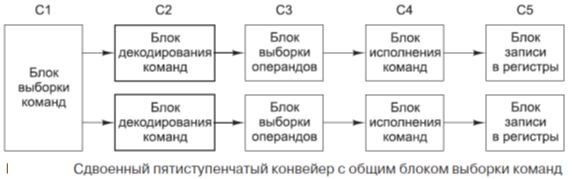 С1 С2 С3 С4 С5
Блок
выборки
команд
Блок
декодирования
команд
Блок
выборки
операндов
Блок
исполнения
команд
Блок
записи
в регистры
Блок
декодирования
команд
Блок
выборки
операндов
Блок
исполнения
команд
Блок
записи
в регистры
Сдвоенный пятиступенчатый конвейер с общим блоком выборки команд